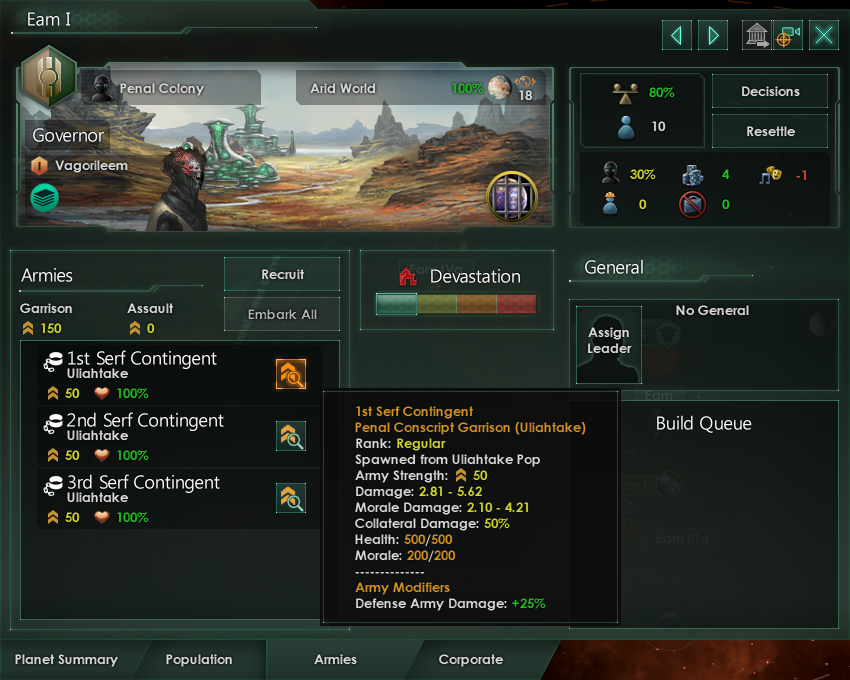 Eam I
Penal Colony
Arid World
100%
18
Governor
Vagorileem
80%
10
Decisions
Resettle
30%
4
-1
0
0
Armies
Recruit
Garrison
Assault
150
0
Embark All
1st Serf Contingent
Uliahtake
50
100%
2nd Serf Contingent
Uliahtake
50
100%
3rd Serf Contingent
Uliahtake
50
100%
Devastation
General
Assign
Leader
No General
Build Queue
1st Serf Contingent
Penal Conscript Garrison (Uliahtake)
Rank: Regular
Spawned from Uliahtake Pop
Army Strength: 50
Damage: 2.81 - 5.62
Morale Damage: 2.10 - 4.21
Collateral Damage: 50%
Health: 500/500
Morale: 200/200
--------------
Army Modifiers
Defense Army Damage: +25%
Eam IIIa
Planet Summary
Population
Armies
Corporate